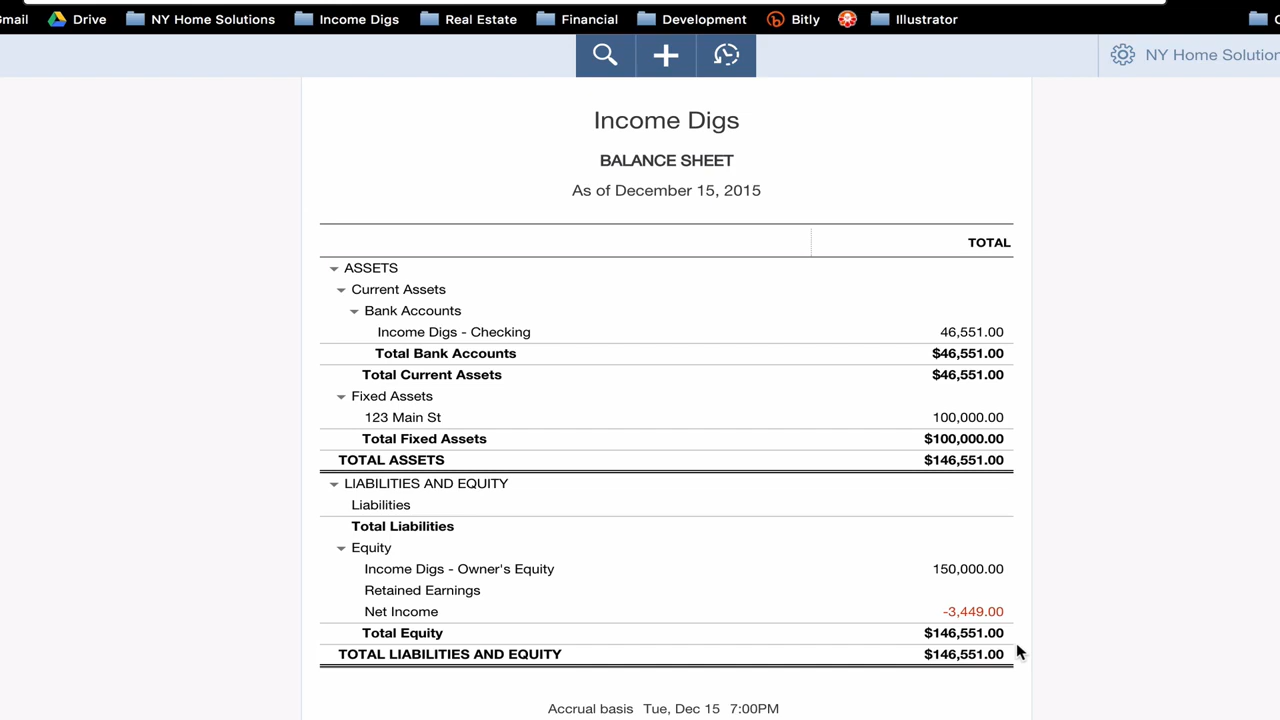 Gmail Drive NY Home Solutions Income Digs Real Estate Financial Development Bitly Illustrator
NY Home Solution
Income Digs
BALANCE SHEET
As of December 15, 2015
TOTAL
ASSETS
Current Assets
Bank Accounts
Income Digs - Checking 46,551.00
Total Bank Accounts $46,551.00
Total Current Assets $46,551.00
Fixed Assets
123 Main St 100,000.00
Total Fixed Assets $100,000.00
TOTAL ASSETS $146,551.00
LIABILITIES AND EQUITY
Liabilities
Total Liabilities
Equity
Income Digs - Owner's Equity 150,000.00
Retained Earnings
Net Income -3,449.00
Total Equity $146,551.00
TOTAL LIABILITIES AND EQUITY $146,551.00
Accrual basis Tue, Dec 15 7:00PM